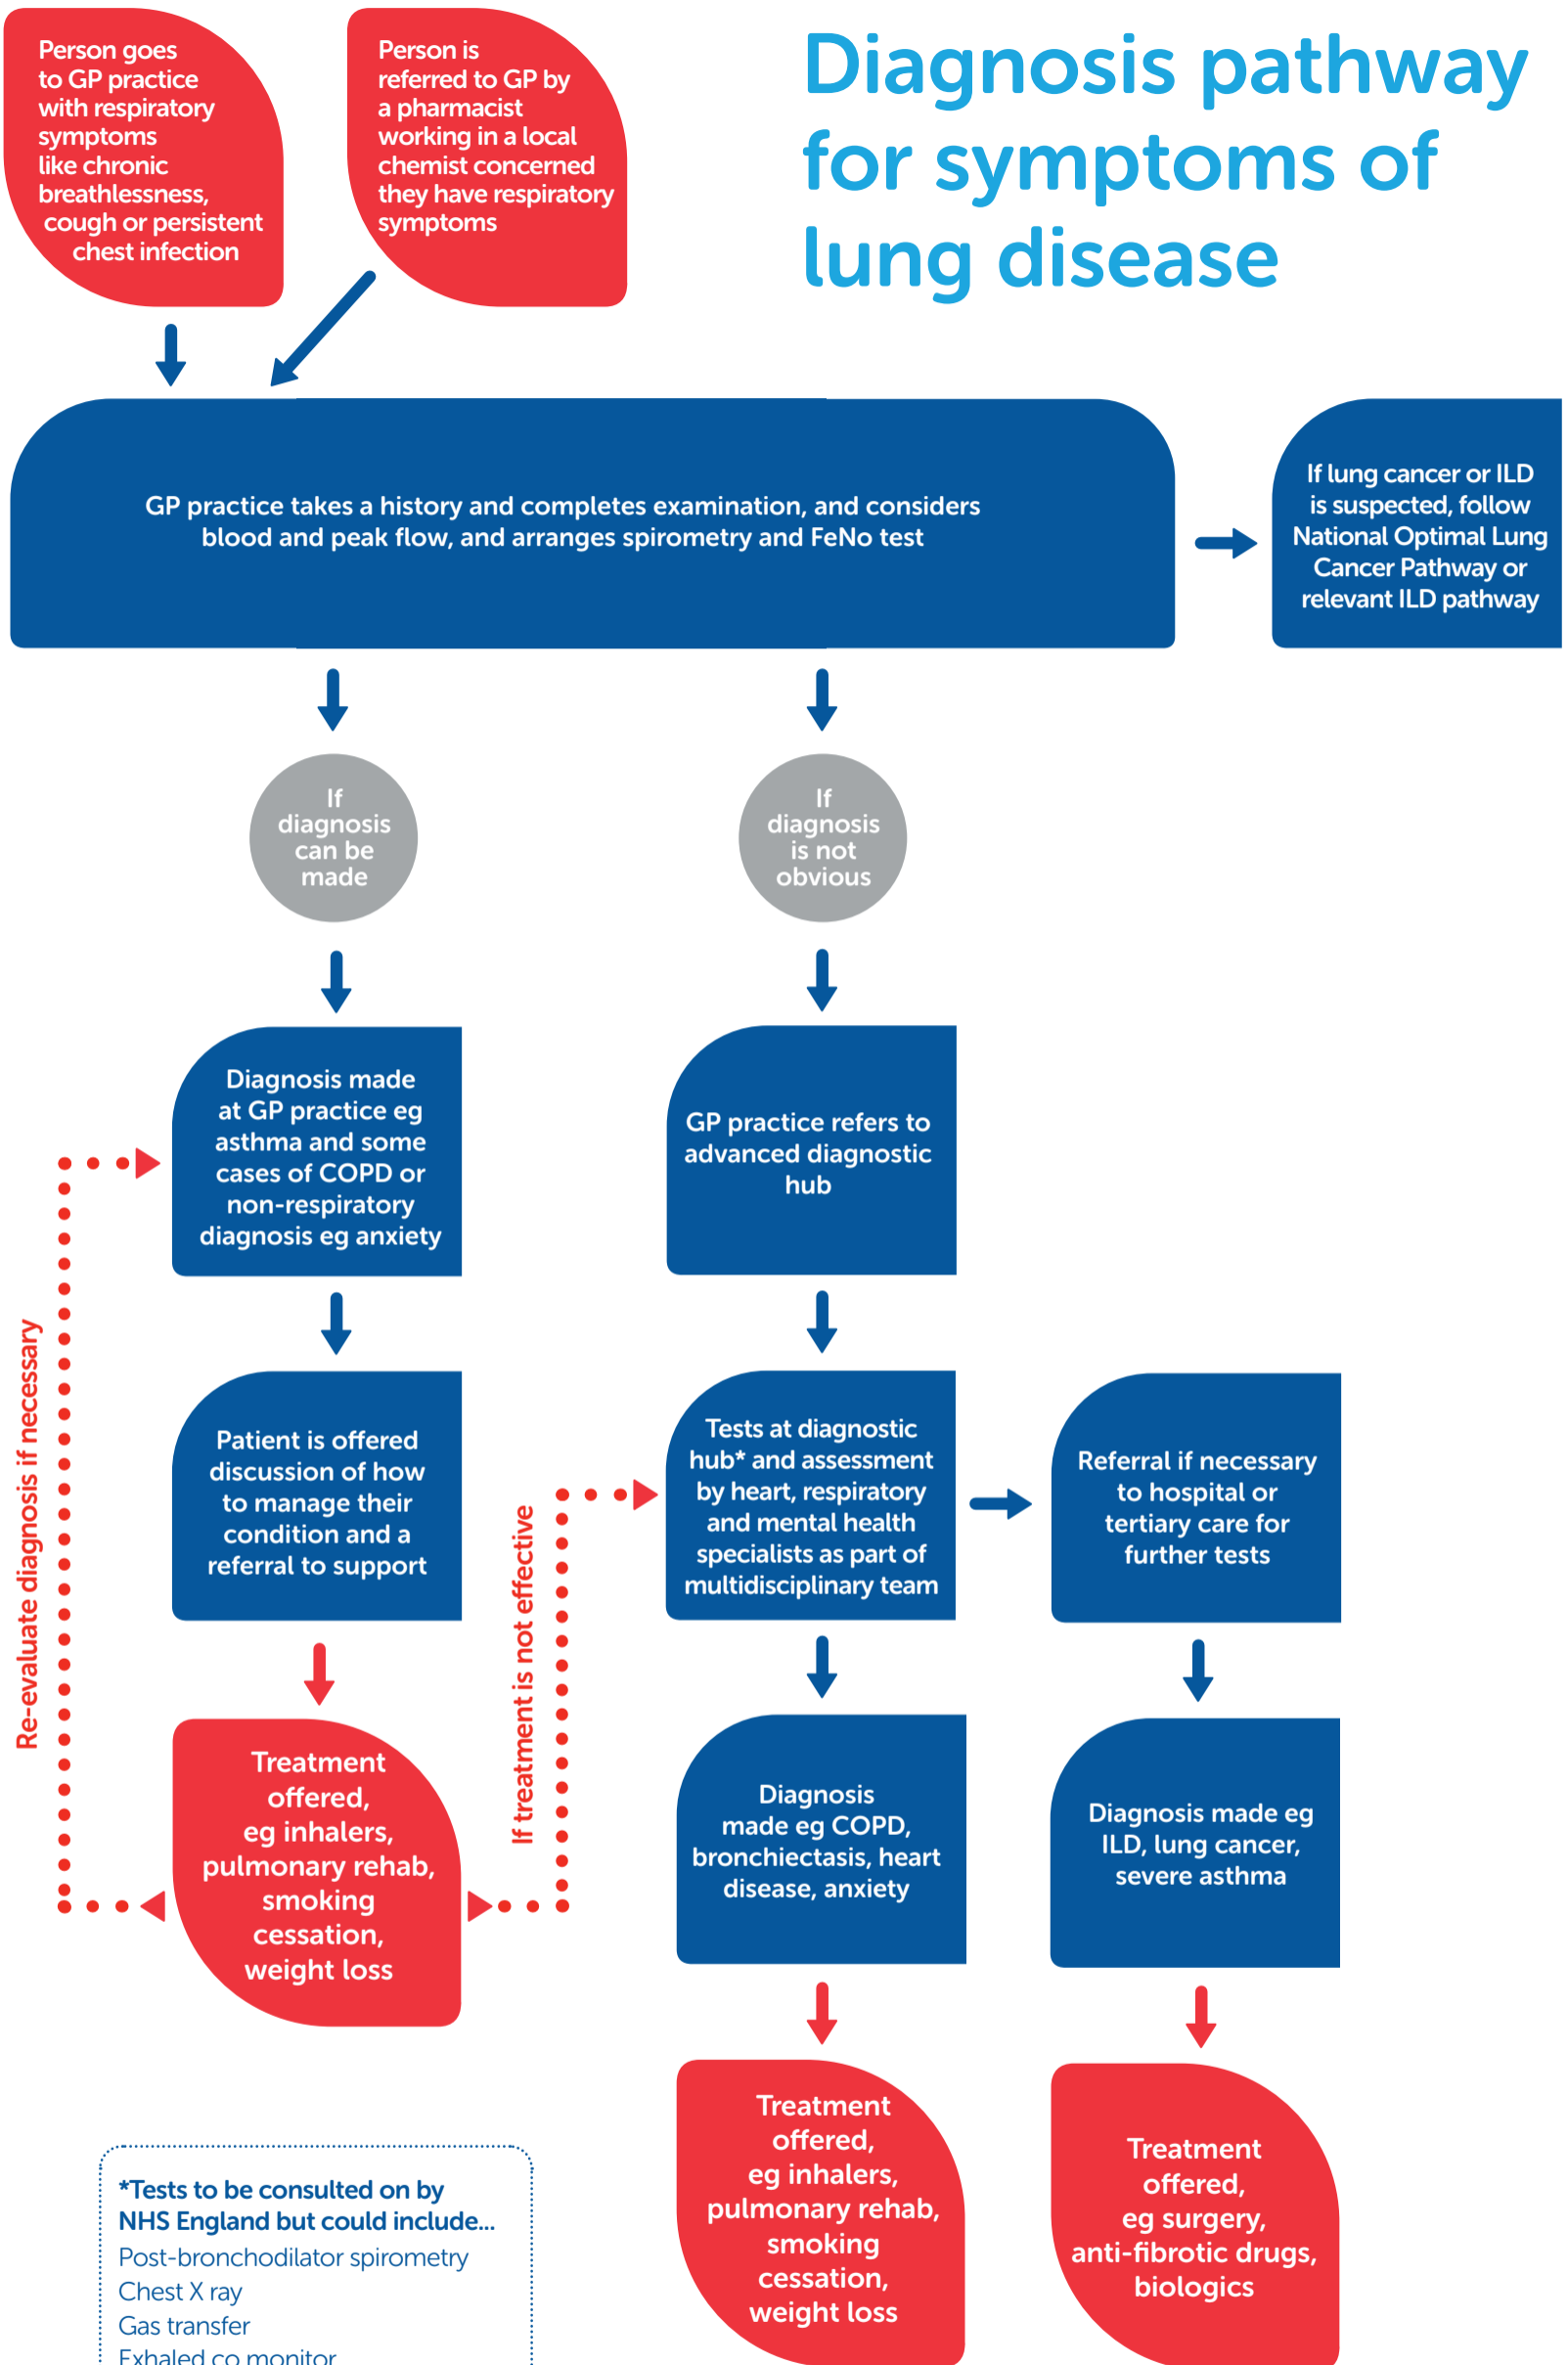 Person goes
to GP practice
with respiratory
symptoms
like chronic
breathlessness,
cough or persistent
chest infection
Person is
referred to GP by
a pharmacist
working in a local
chemist concerned
they have respiratory
symptoms
Diagnosis pathway
for symptoms of
lung disease
GP practice takes a history and completes examination, and considers
blood and peak flow, and arranges spirometry and FeNo test
If lung cancer or ILD
is suspected, follow
National Optimal Lung
Cancer Pathway or
relevant ILD pathway
If
diagnosis
can be
made
If
diagnosis
is not
obvious
Diagnosis made
at GP practice eg
asthma and some
cases of COPD or
non-respiratory
diagnosis eg anxiety
GP practice refers to
advanced diagnostic
hub
Re-evaluate diagnosis if necessary
Patient is offered
discussion of how
to manage their
condition and a
referral to support
If treatment is not effective
Tests at diagnostic
hub* and assessment
by heart, respiratory
and mental health
specialists as part of
multidisciplinary team
Referral if necessary
to hospital or
tertiary care for
further tests
Treatment
offered,
eg inhalers,
pulmonary rehab,
smoking
cessation,
weight loss
Diagnosis
made eg COPD,
bronchiectasis, heart
disease, anxiety
Diagnosis made eg
ILD, lung cancer,
severe asthma
Treatment
offered,
eg inhalers,
pulmonary rehab,
smoking
cessation,
weight loss
Treatment
offered,
eg surgery,
anti-fibrotic drugs,
biologics
*Tests to be consulted on by
NHS England but could include...
Post-bronchodilator spirometry
Chest X ray
Gas transfer
Exhaled co monitor